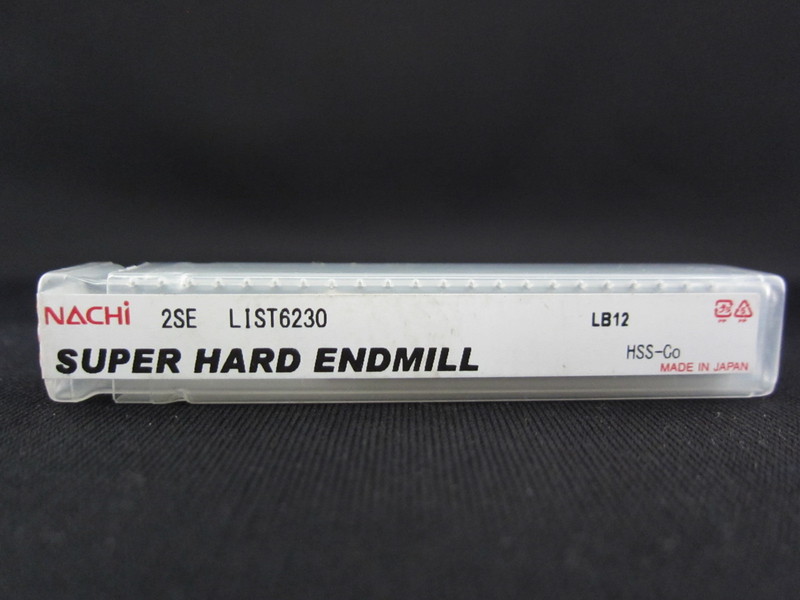 NACHi 2SE LIST6230 LB12
SUPER HARD ENDMILL HSS-Co
MADE IN JAPAN